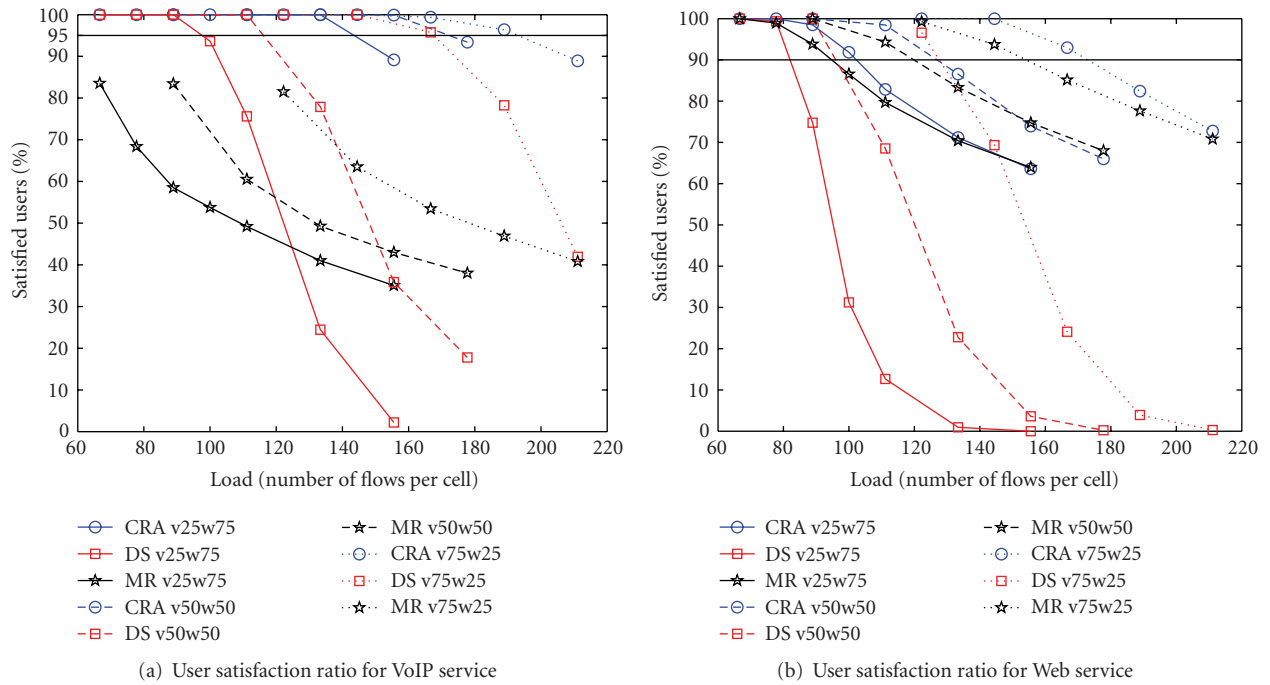 100
95
90
80
70
60
50
40
30
20
10
0
Satisfied users (%)
60 80 100 120 140 160 180 200 220
Load (number of flows per cell)
CRA v25w75
DS v25w75
MR v25w75
CRA v50w50
DS v50w50
MR v50w50
CRA v75w25
DS v75w25
MR v75w25
(a) User satisfaction ratio for VoIP service
100
90
80
70
60
50
40
30
20
10
0
Satisfied users (%)
60 80 100 120 140 160 180 200 220
Load (number of flows per cell)
CRA v25w75
DS v25w75
MR v25w75
CRA v50w50
DS v50w50
MR v50w50
CRA v75w25
DS v75w25
MR v75w25
(b) User satisfaction ratio for Web service